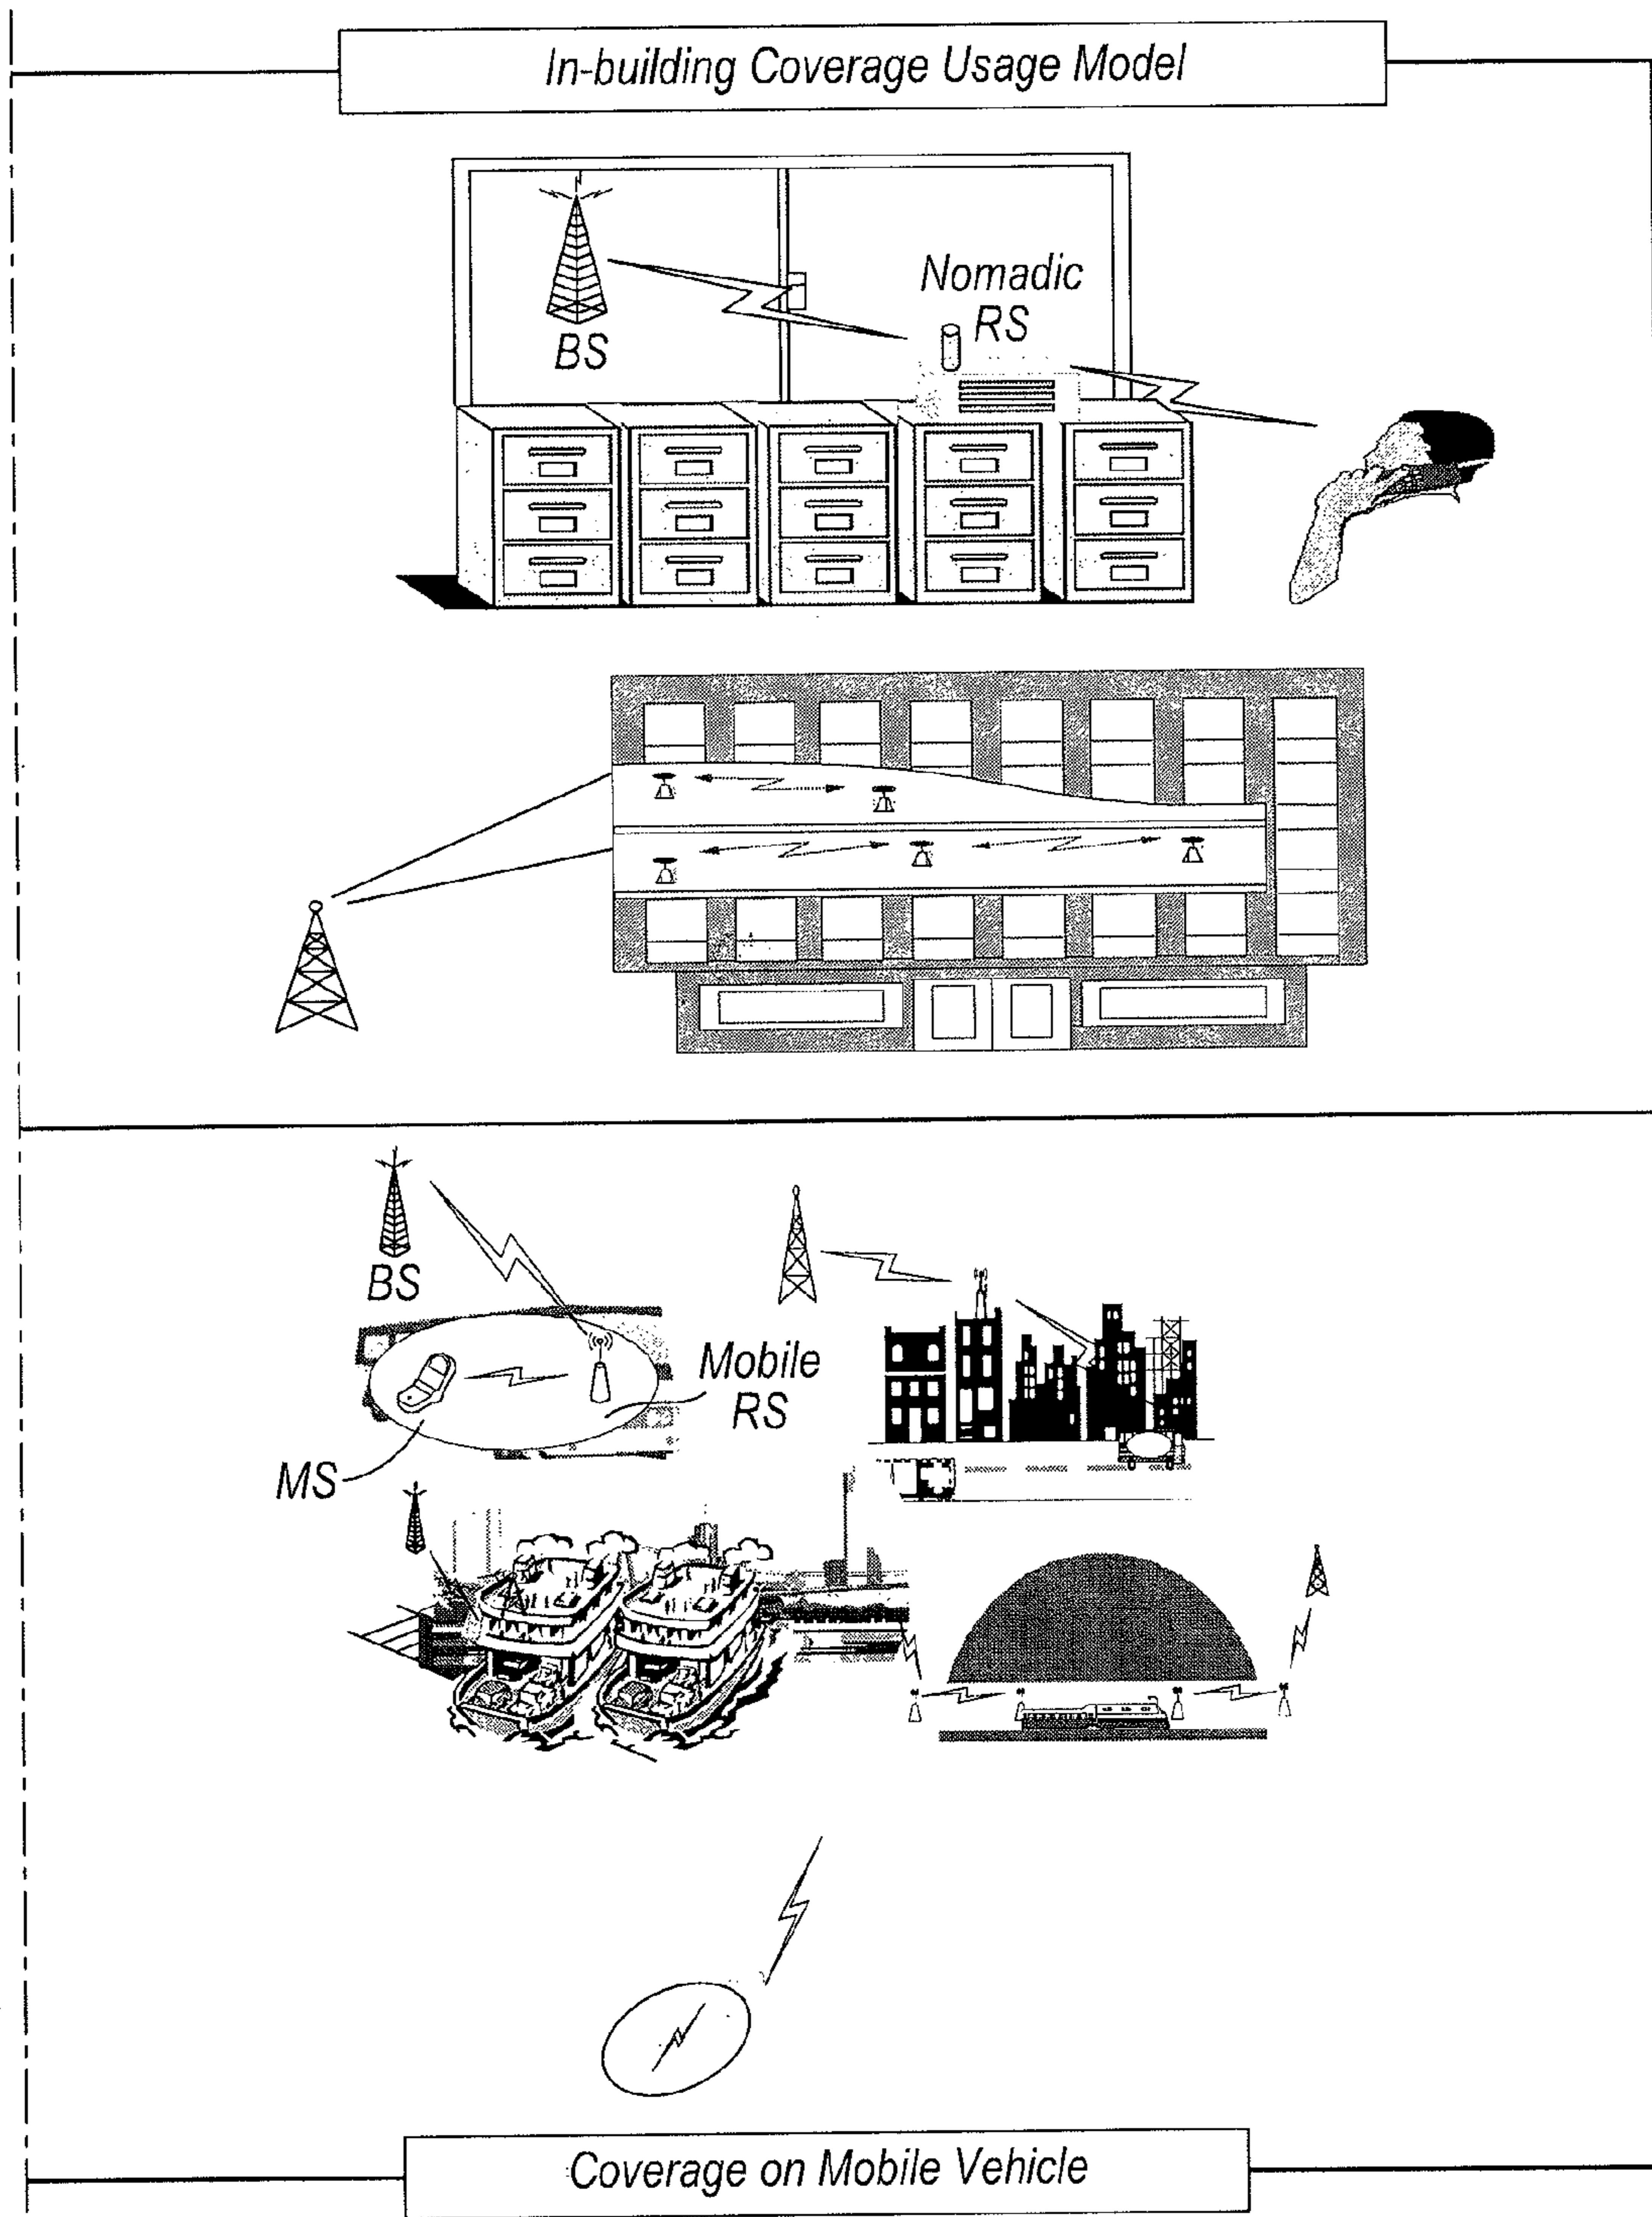 In-building Coverage Usage Model
Nomadic
RS
BS
BS
Mobile
RS
MS
Coverage on Mobile Vehicle